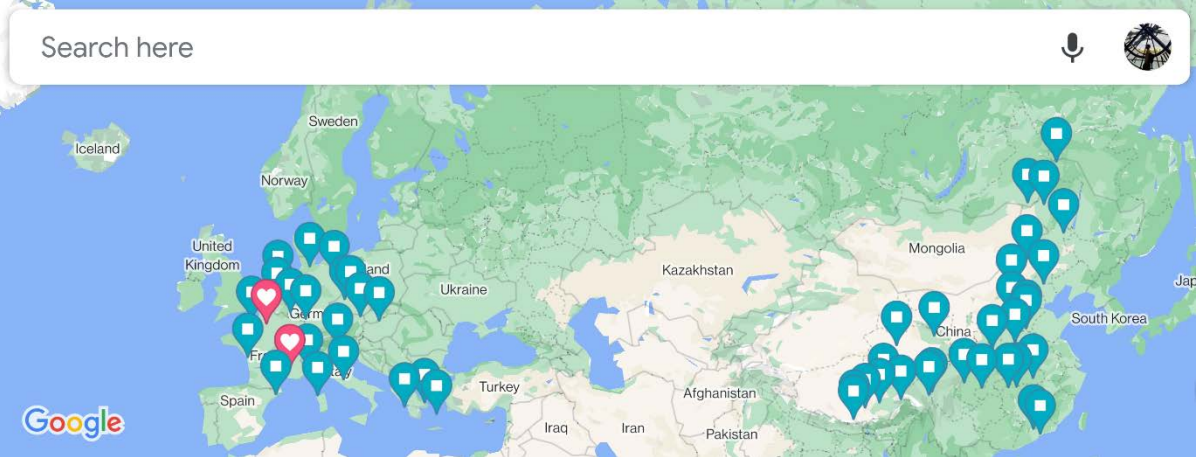 Search here
Sweden
Iceland
Norway
United
Kingdom
Mongolia
Kazakhstan
Ukraine
China
South Korea
Turkey
Afghanistan
Spain
Google
Iraq
Iran
Pakistan